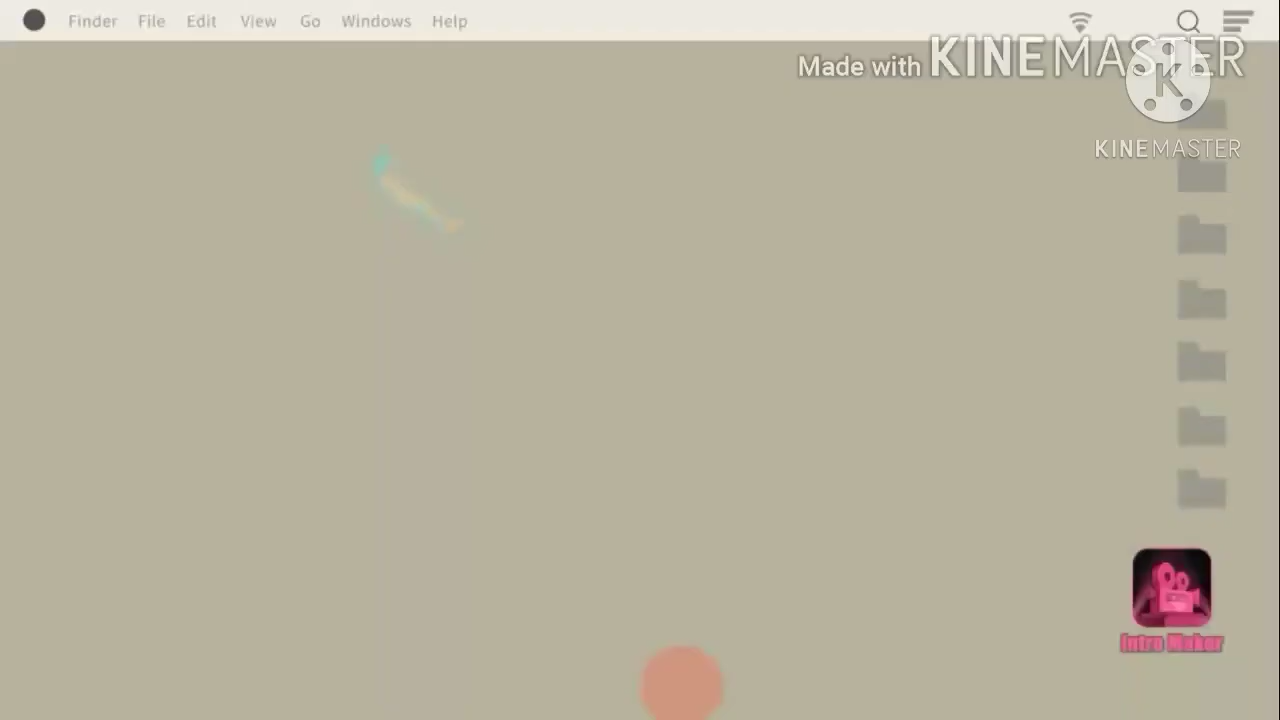 Finder File Edit View Go Windows Help
Made with KINEMASTER
K
KINEMASTER
Intro Maker